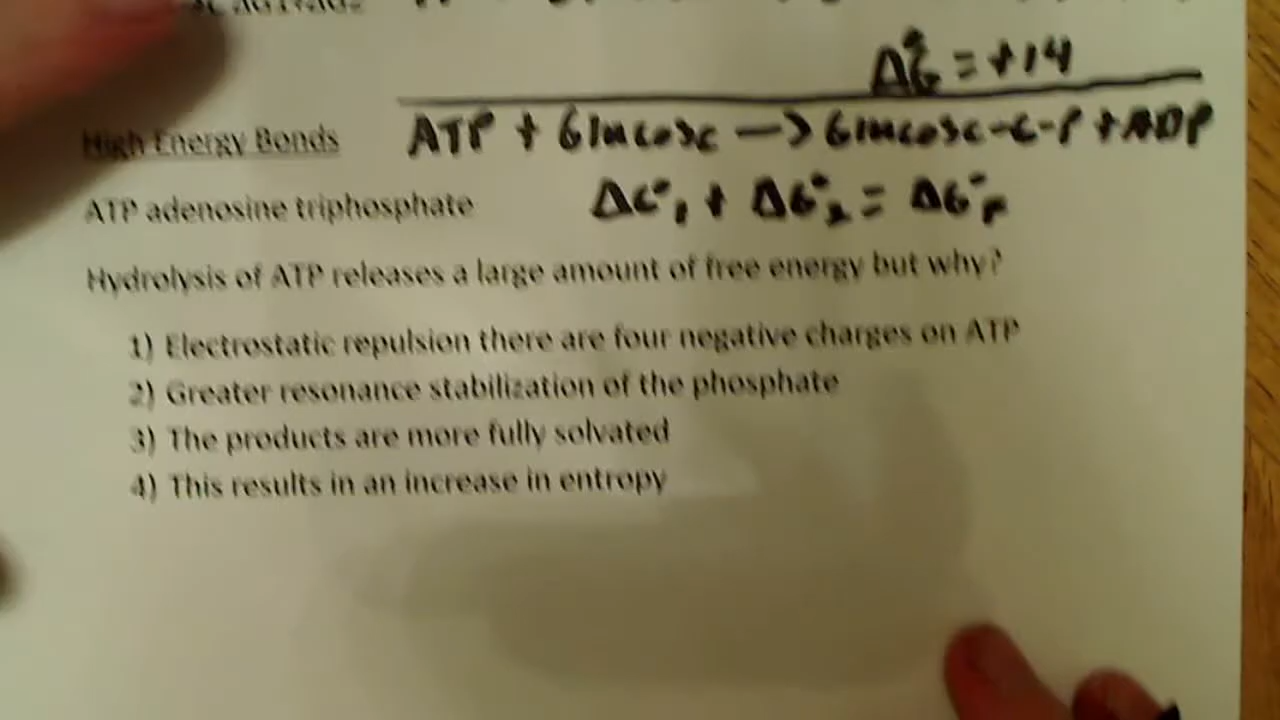 ΔG° = +14
High Energy Bonds
ATP + Glucose —> Glucose-6-P + ADP
ATP adenosine triphosphate
ΔG°₁ + ΔG°₂ = ΔG°ᵣ
Hydrolysis of ATP releases a large amount of free energy but why?
1) Electrostatic repulsion there are four negative charges on ATP
2) Greater resonance stabilization of the phosphate
3) The products are more fully solvated
4) This results in an increase in entropy